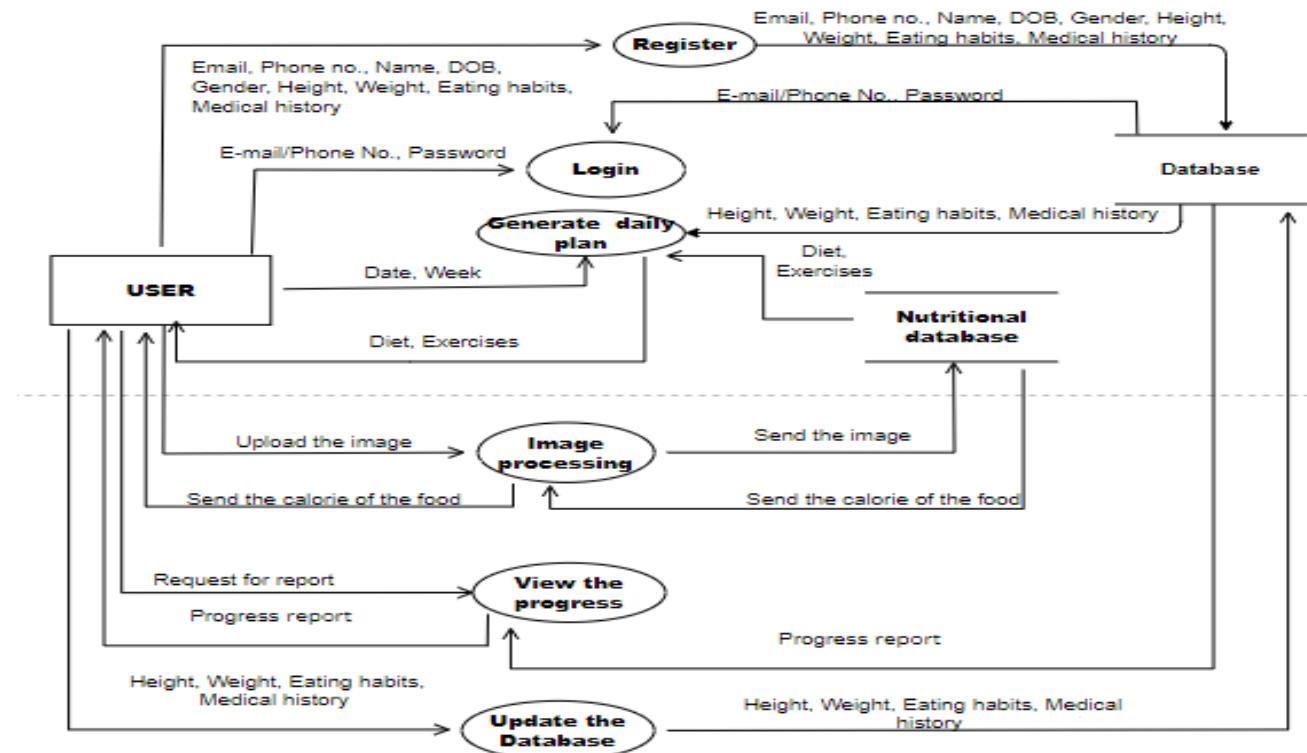 Email, Phone no., Name, DOB, Gender, Height,
Weight, Eating habits, Medical history
Register
Email, Phone no., Name, DOB,
Gender, Height, Weight, Eating habits,
Medical history
E-mail/Phone No., Password
E-mail/Phone No., Password
Login
Database
Height, Weight, Eating habits, Medical history
Generate daily
plan
Diet,
Exercises
Date, Week
USER
Nutritional
database
Diet, Exercises
Upload the image
Image
processing
Send the image
Send the calorie of the food
Send the calorie of the food
Request for report
View the
progress
Progress report
Progress report
Height, Weight, Eating habits,
Medical history
Update the
Database
Height, Weight, Eating habits, Medical
history